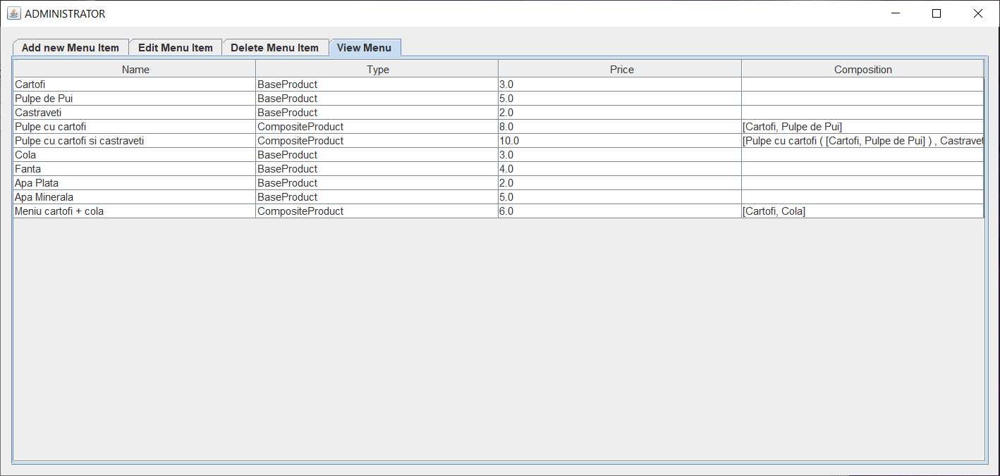 ADMINISTRATOR
Add new Menu Item Edit Menu Item Delete Menu Item View Menu
Name Type Price Composition
Cartofi BaseProduct 3.0
Pulpe de Pui BaseProduct 5.0
Castraveti BaseProduct 2.0
Pulpe cu cartofi CompositeProduct 8.0 [Cartofi, Pulpe de Pui]
Pulpe cu cartofi si castraveti CompositeProduct 10.0 [Pulpe cu cartofi ( [Cartofi, Pulpe de Pui] ) , Castravet
Cola BaseProduct 3.0
Fanta BaseProduct 4.0
Apa Plata BaseProduct 2.0
Apa Minerala BaseProduct 5.0
Meniu cartofi + cola CompositeProduct 6.0 [Cartofi, Cola]